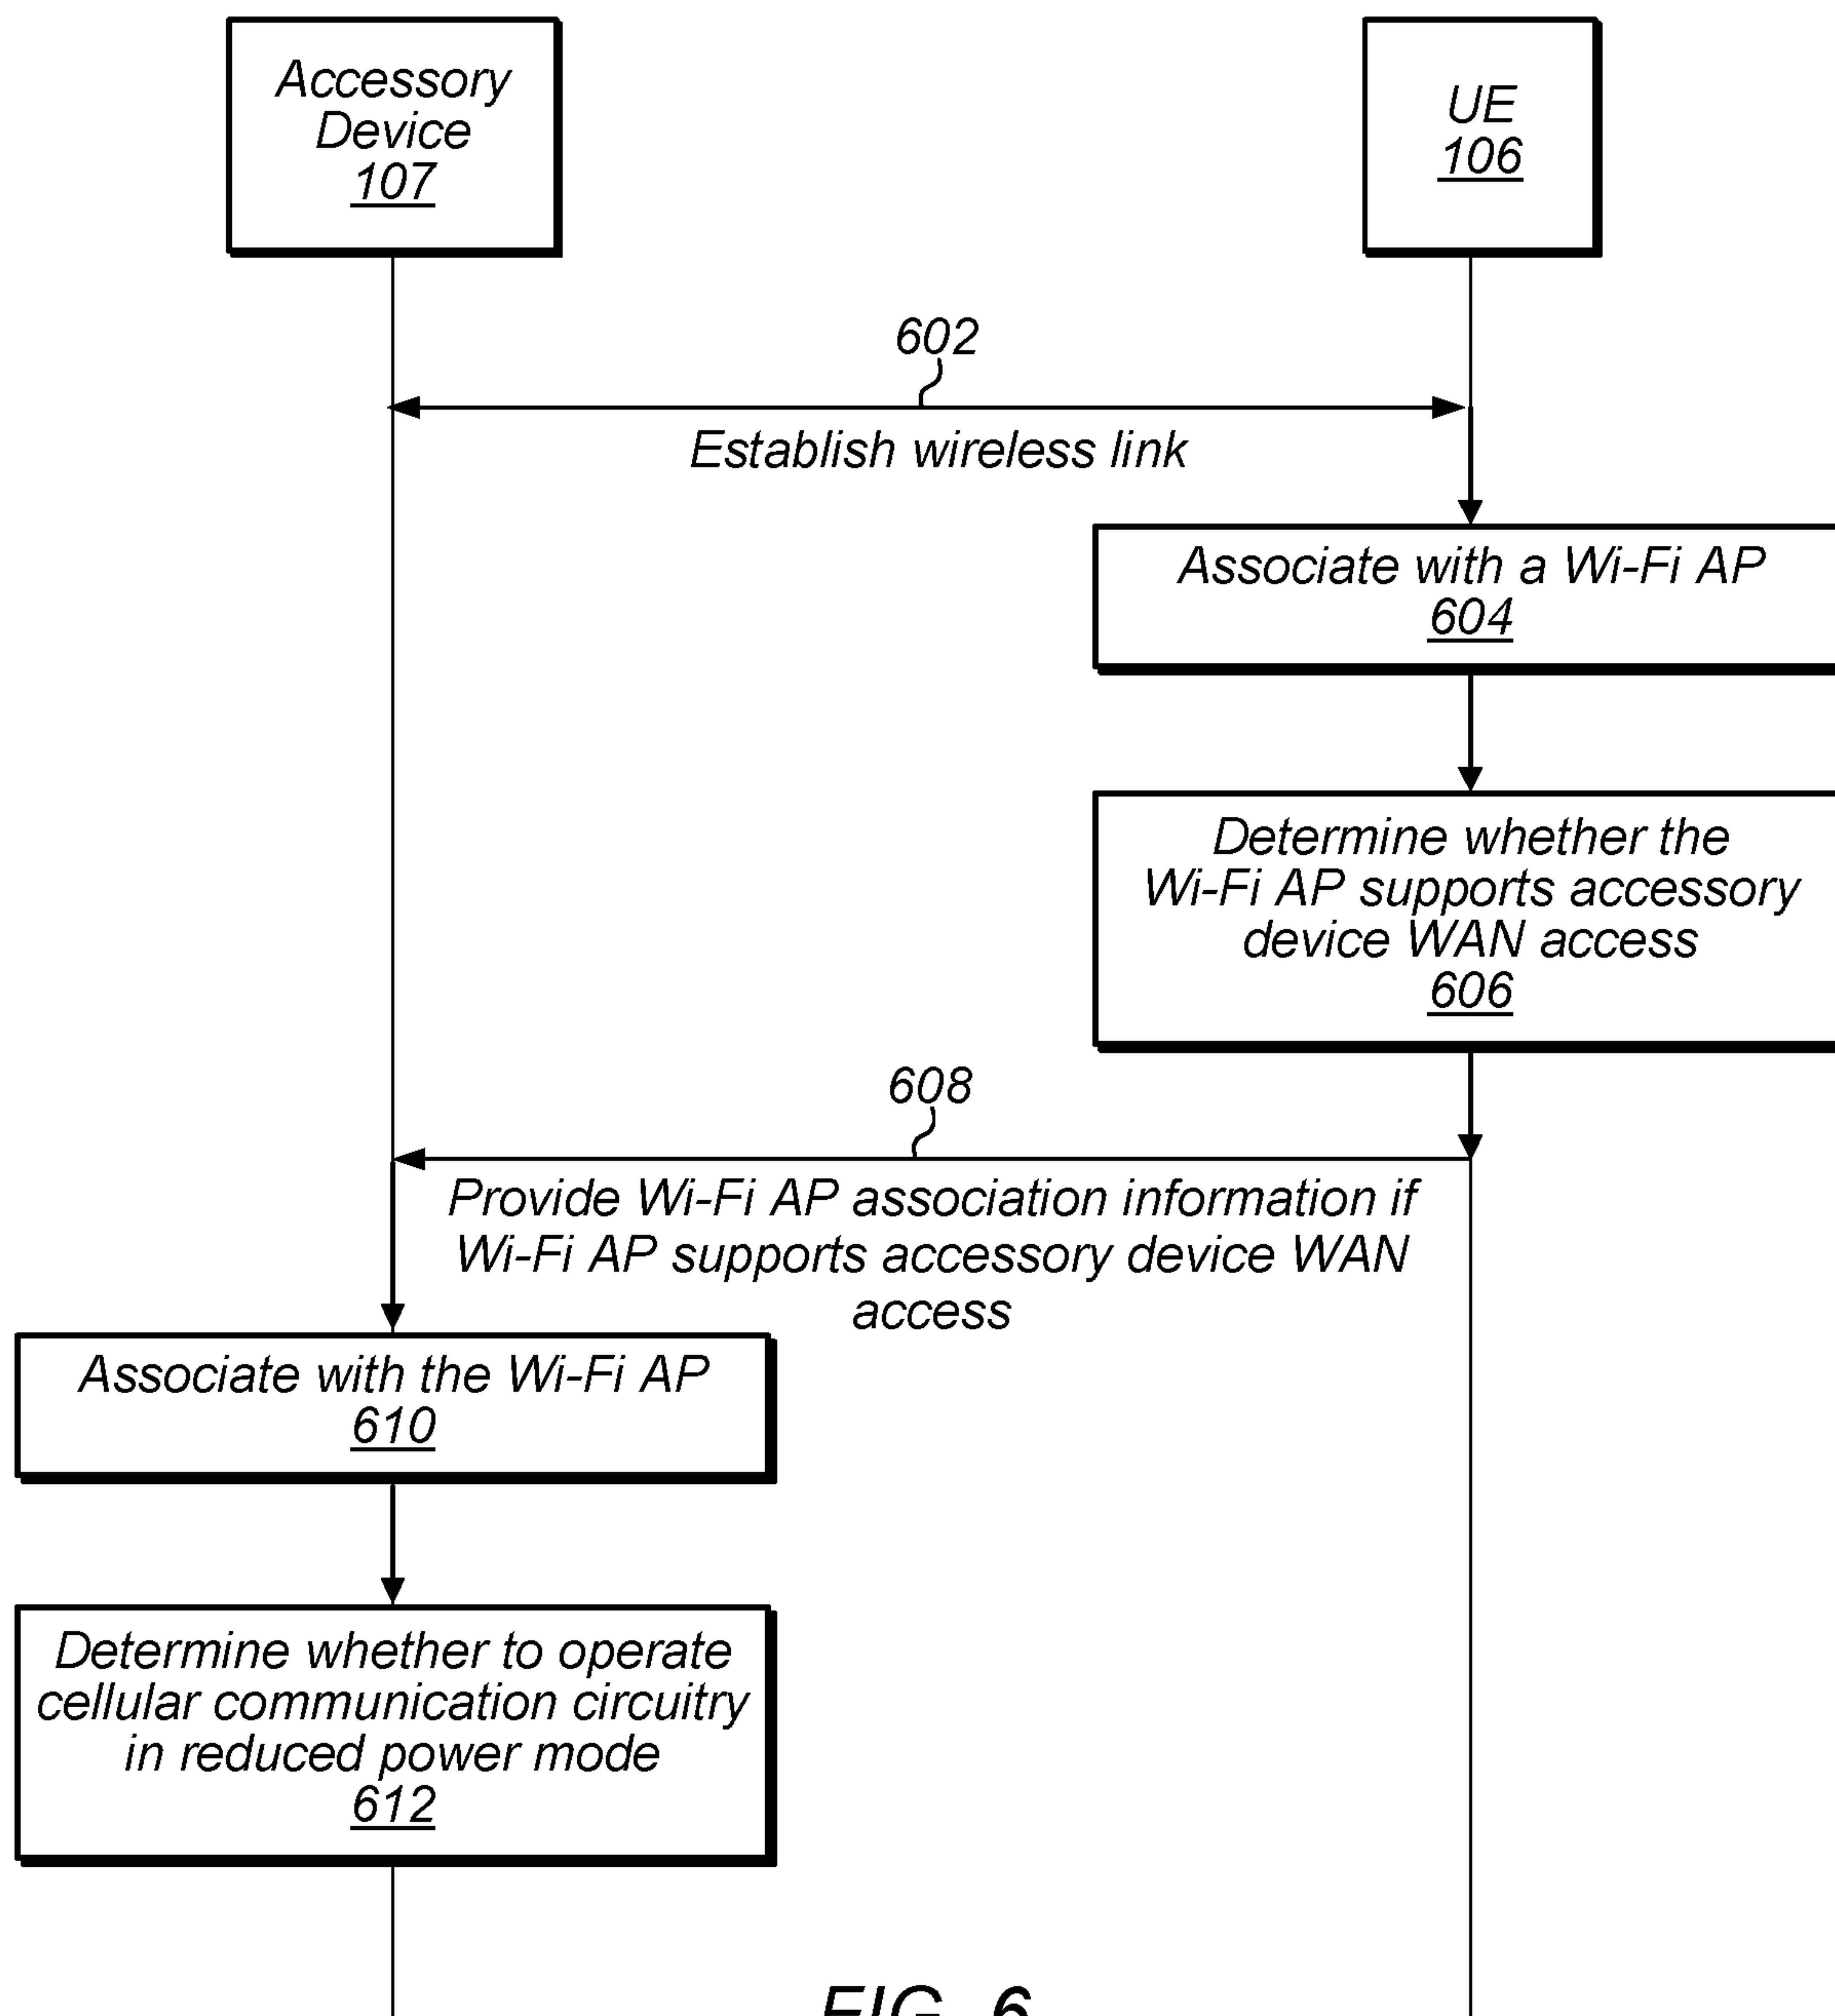 Accessory
Device
107
UE
106
602
Establish wireless link
Associate with a Wi-Fi AP
604
Determine whether the
Wi-Fi AP supports accessory
device WAN access
606
608
Provide Wi-Fi AP association information if
Wi-Fi AP supports accessory device WAN
access
Associate with the Wi-Fi AP
610
Determine whether to operate
cellular communication circuitry
in reduced power mode
612
FIG. 6